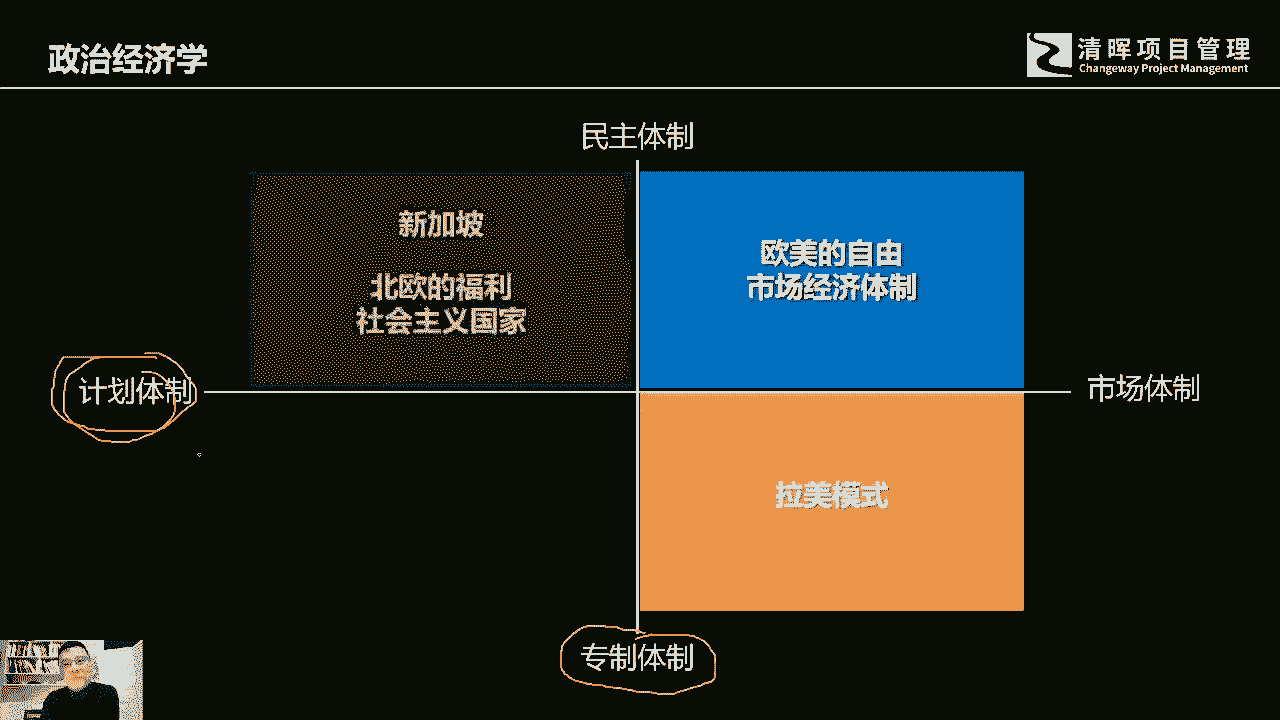 政治经济学
清晖项目管理
Changeway Project Management
民主体制
新加坡
北欧的福利
社会主义国家
欧美的自由
市场经济体制
计划体制
市场体制
拉美模式
专制体制